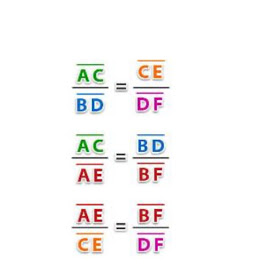 AC/BD = CE/DF
AC/AE = BD/BF
AE/CE = BF/DF